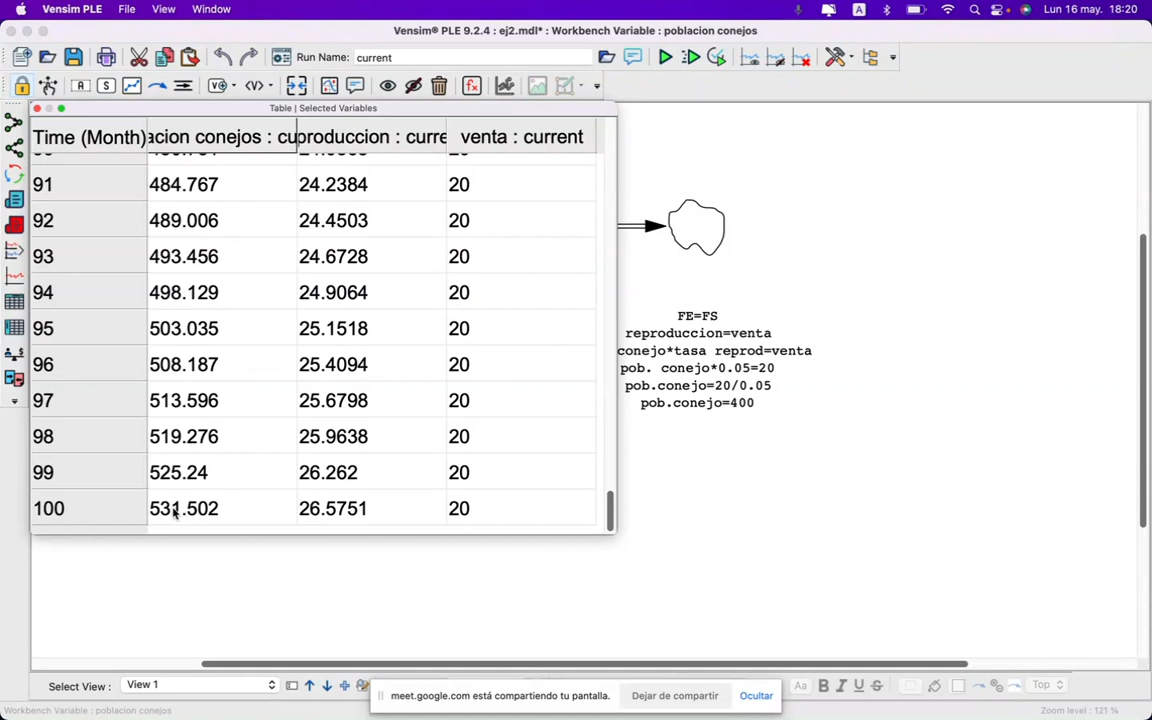 Vensim PLE File View Window A Lun 16 may. 18:20
Vensim® PLE 9.2.4 : ej2.mdl* : Workbench Variable : poblacion conejos
Run Name: current
Table | Selected Variables
Time (Month) acion conejos : cu produccion : curre venta : current
91 484.767 24.2384 20
92 489.006 24.4503 20
93 493.456 24.6728 20
94 498.129 24.9064 20
95 503.035 25.1518 20
96 508.187 25.4094 20
97 513.596 25.6798 20
98 519.276 25.9638 20
99 525.24 26.262 20
100 531.502 26.5751 20
FE=FS
reproduccion=venta
conejo*tasa reprod=venta
pob. conejo*0.05=20
pob.conejo=20/0.05
pob.conejo=400
Select View : View 1
meet.google.com está compartiendo tu pantalla. Dejar de compartir Ocultar
Aa B I U S Top
Workbench Variable : poblacion conejos Zoom level: 121 %